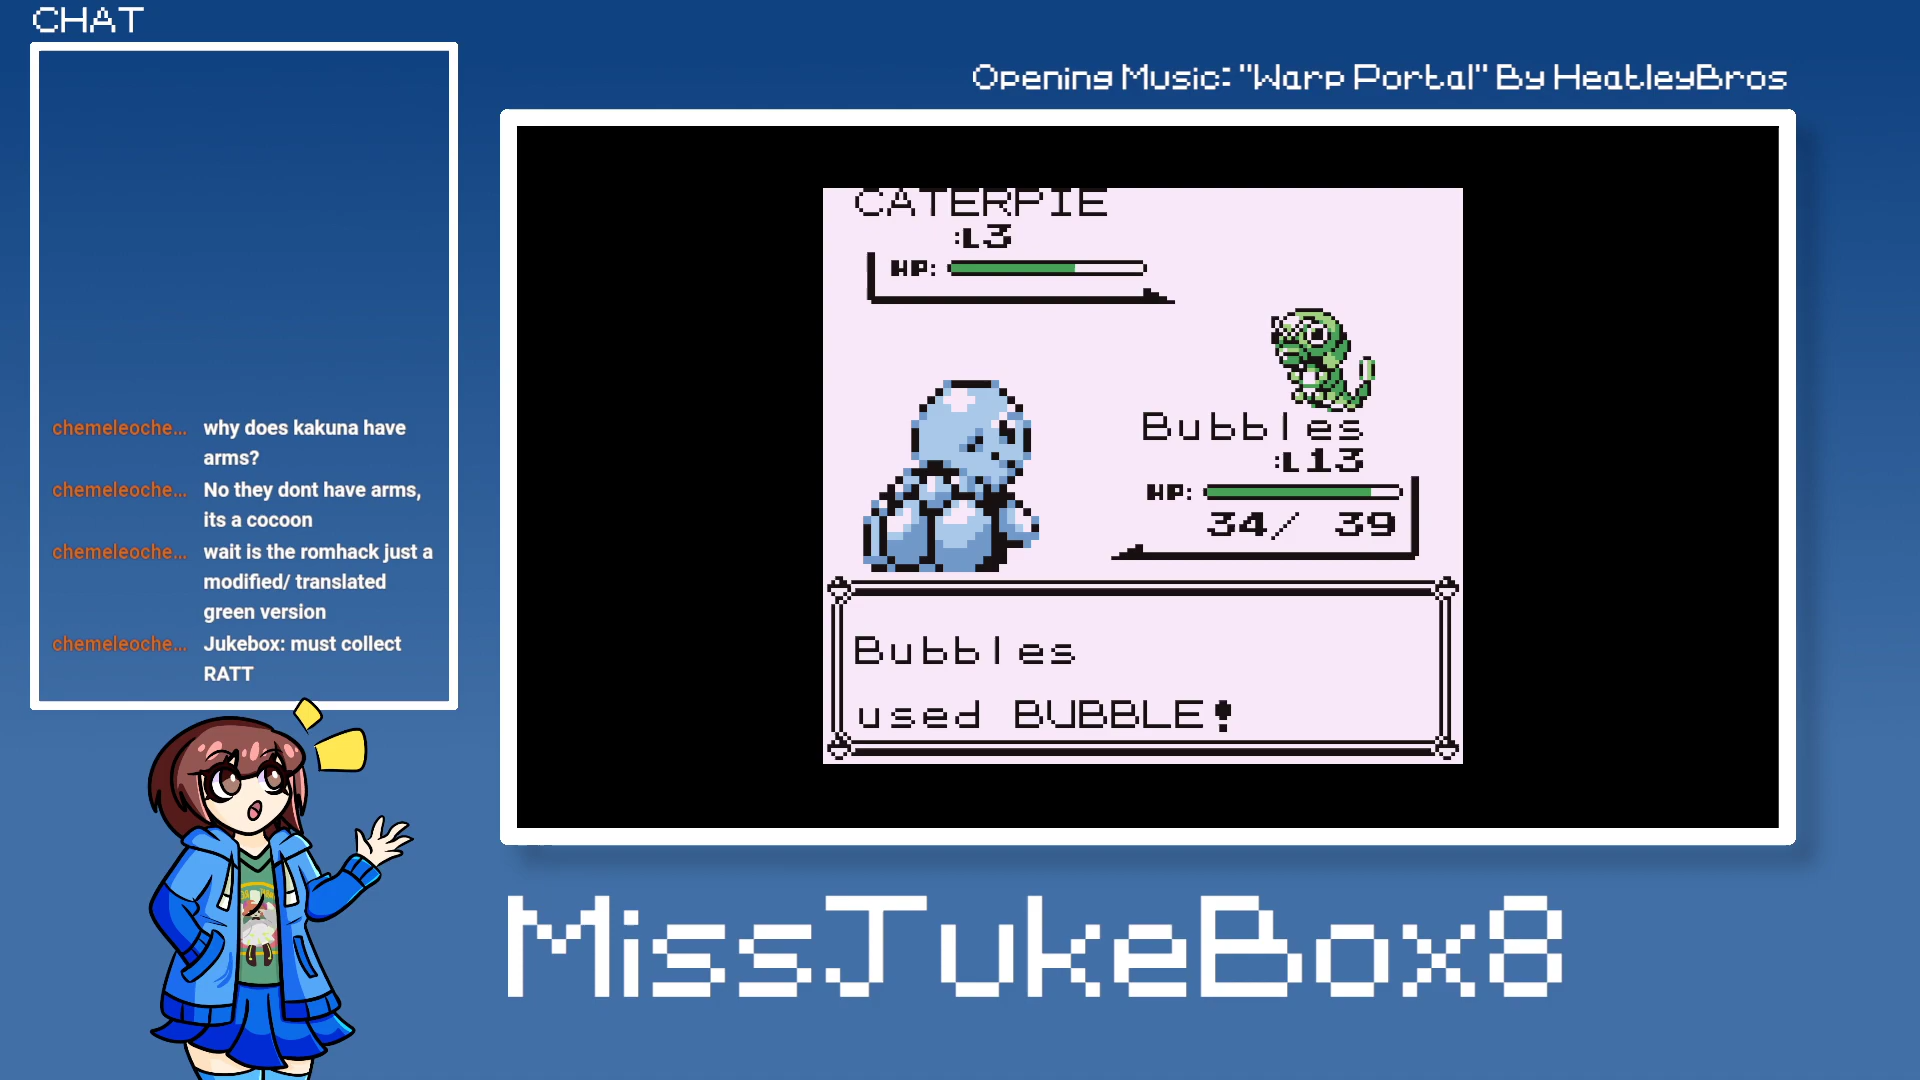 CHAT
Opening Music: "Warp Portal" By HeatleyBros
chemeleoche... why does kakuna have
arms?
chemeleoche... No they dont have arms,
its a cocoon
chemeleoche... wait is the romhack just a
modified/ translated
green version
chemeleoche... Jukebox: must collect
RATT
CATERPIE
:L3
HP:
Bubbles
:L13
HP:
34/ 39
Bubbles
used BUBBLE!
MissJukeBox8